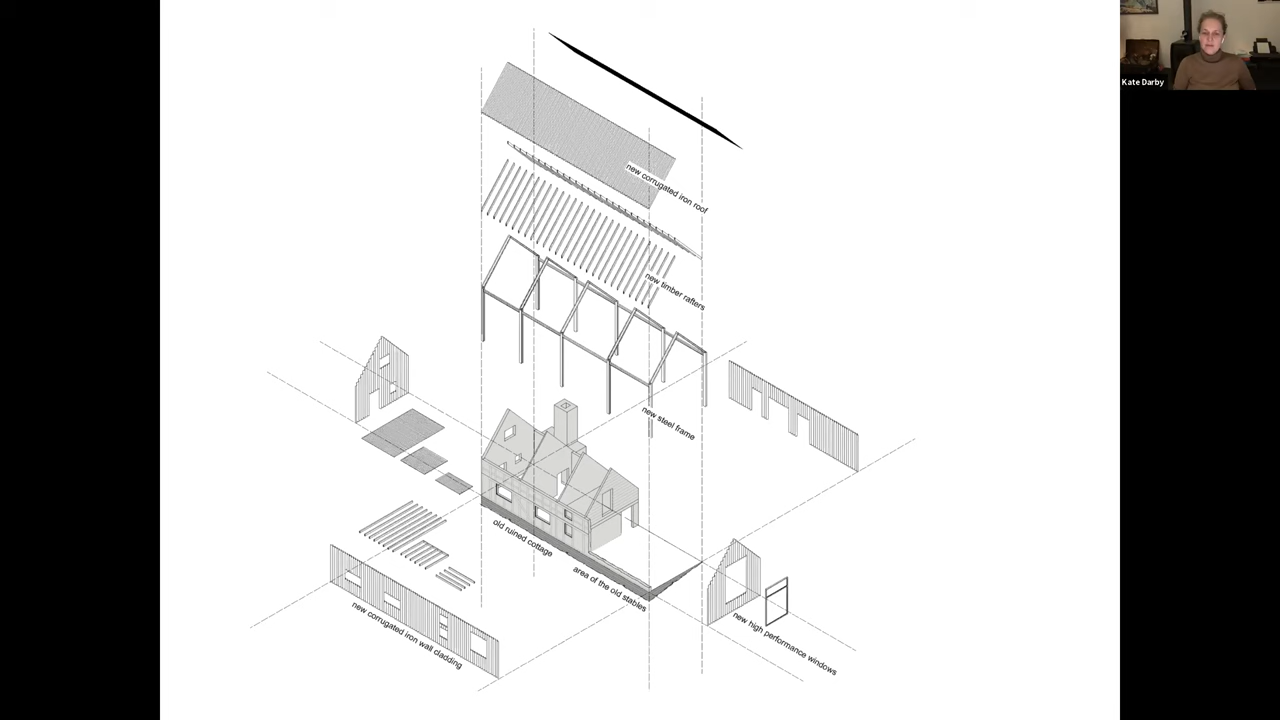 Kate Darby
new corrugated iron roof
new timber rafters
new steel frame
old ruined cottage
area of the old stables
new corrugated iron wall cladding
new high performance windows